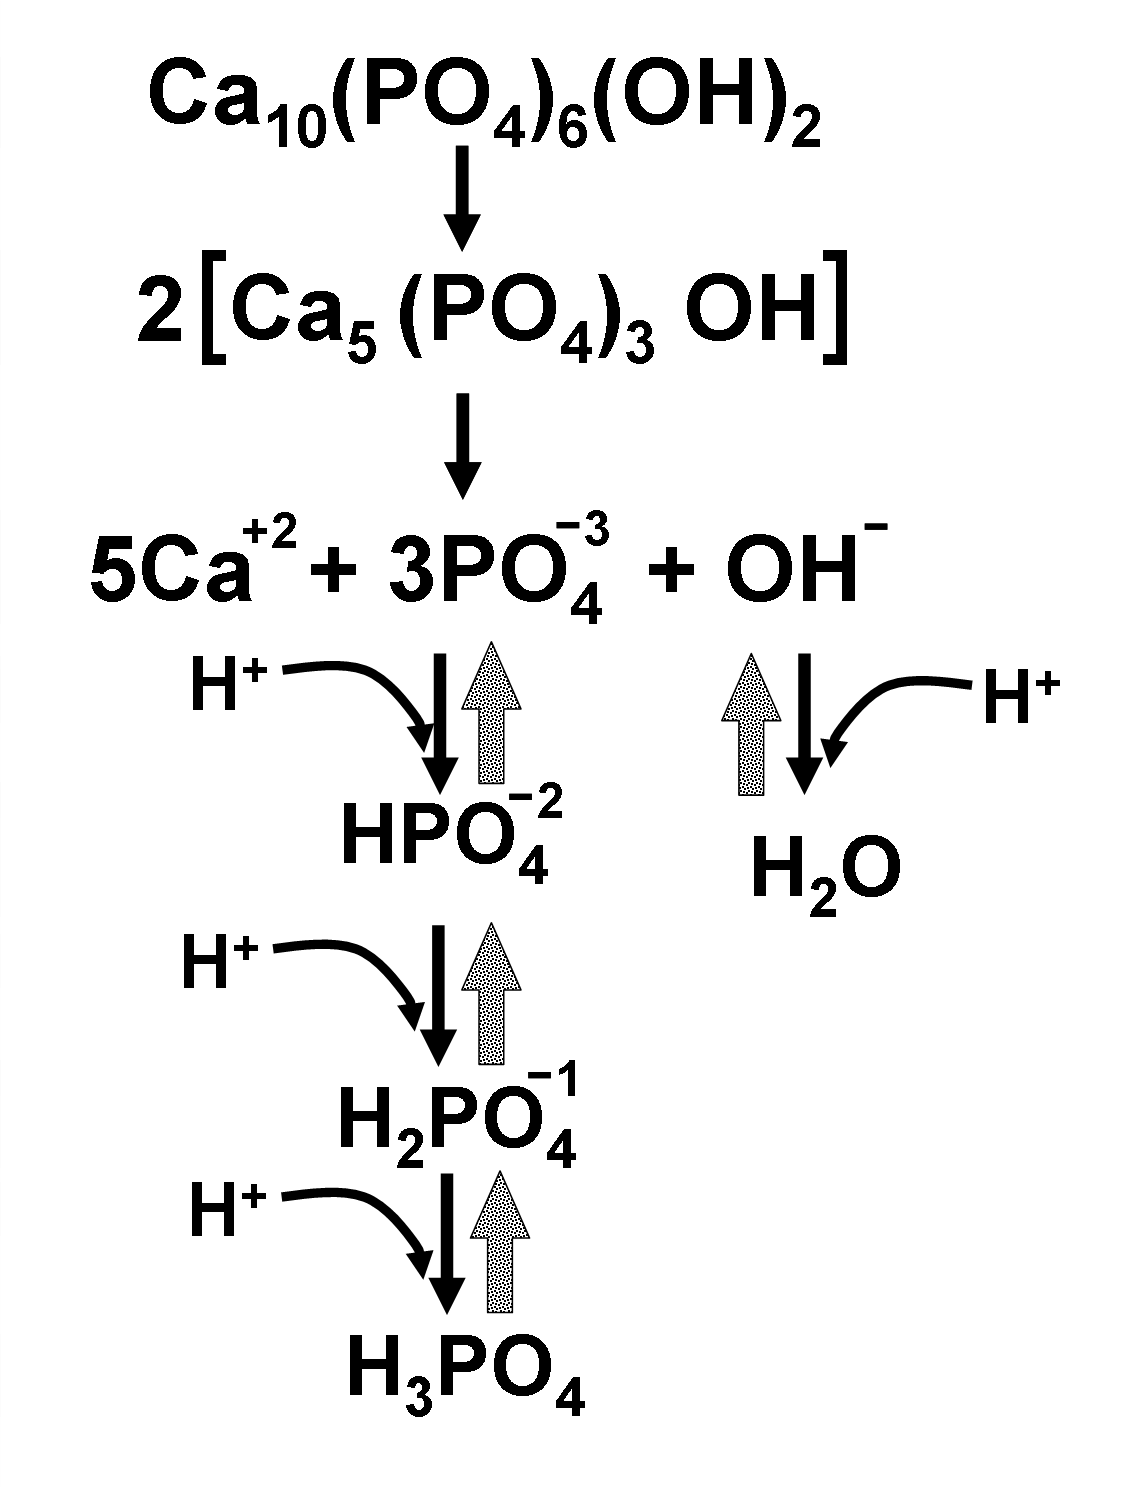 Ca₁₀(PO₄)₆(OH)₂
2[Ca₅(PO₄)₃ OH]
5Ca⁺² + 3PO₄⁻³ + OH⁻
H⁺
H⁺
HPO₄⁻²
H₂O
H⁺
H₂PO₄⁻¹
H⁺
H₃PO₄